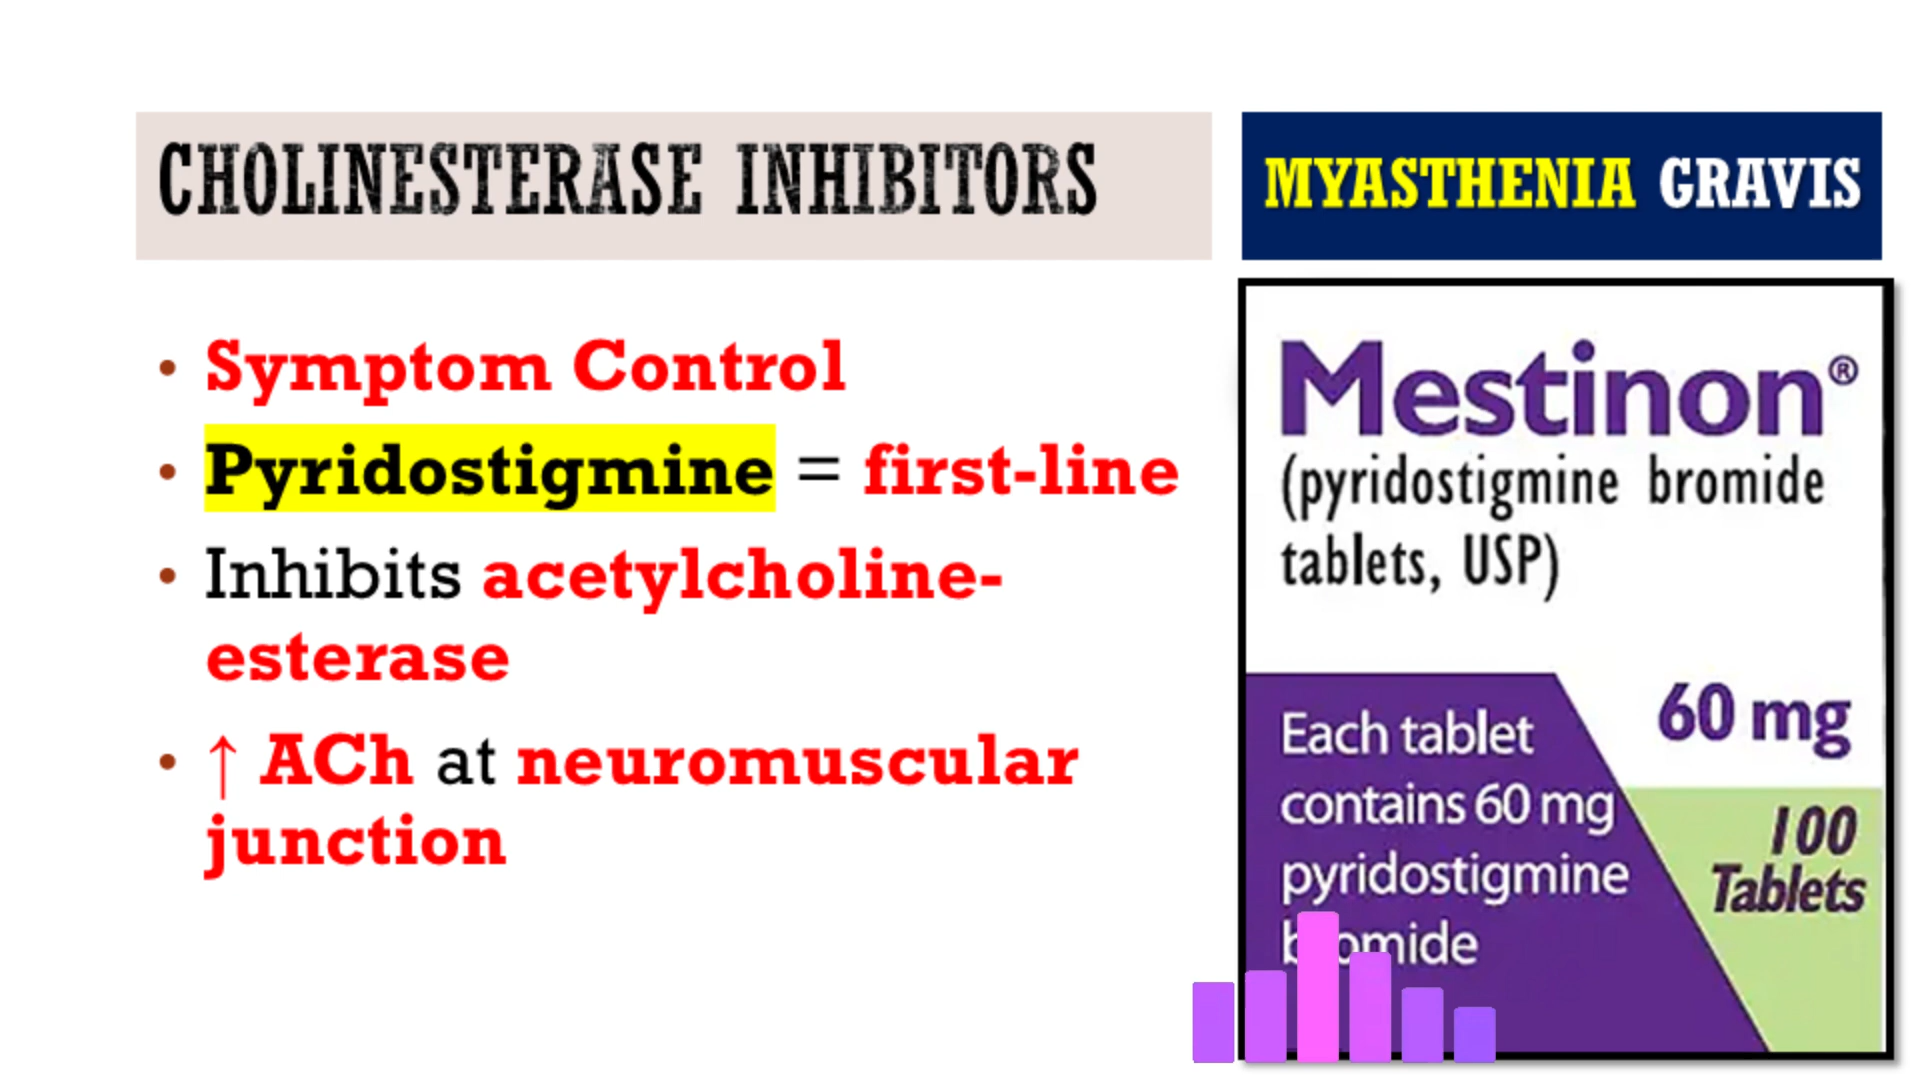 CHOLINESTERASE INHIBITORS
MYASTHENIA GRAVIS
• Symptom Control
• Pyridostigmine = first-line
• Inhibits acetylcholine-
esterase
• ↑ ACh at neuromuscular
junction
Mestinon®
(pyridostigmine bromide
tablets, USP)
60 mg
Each tablet
contains 60 mg
pyridostigmine
bromide
100
Tablets